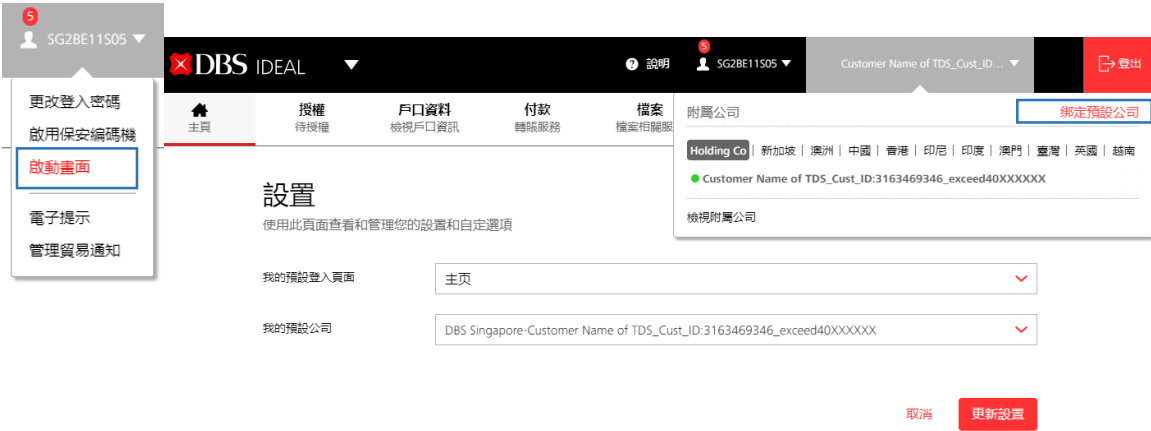 5
SG2BE11S05
更改登入密碼
啟用保安編碼機
啟動畫面
電子提示
管理貿易通知
DBS IDEAL
說明
5
SG2BE11S05
Customer Name of TDS_Cust_ID...
登出
主頁
授權
待授權
戶口資料
檢視戶口資訊
付款
轉賬服務
檔案
檔案相關服
附屬公司
綁定預設公司
Holding Co | 新加坡 | 澳洲 | 中國 | 香港 | 印尼 | 印度 | 澳門 | 臺灣 | 英國 | 越南
Customer Name of TDS_Cust_ID:3163469346_exceed40XXXXXX
檢視附屬公司
設置
使用此頁面查看和管理您的設置和自定選項
我的預設登入頁面
主页
我的預設公司
DBS Singapore-Customer Name of TDS_Cust_ID:3163469346_exceed40XXXXXX
取消
更新設置